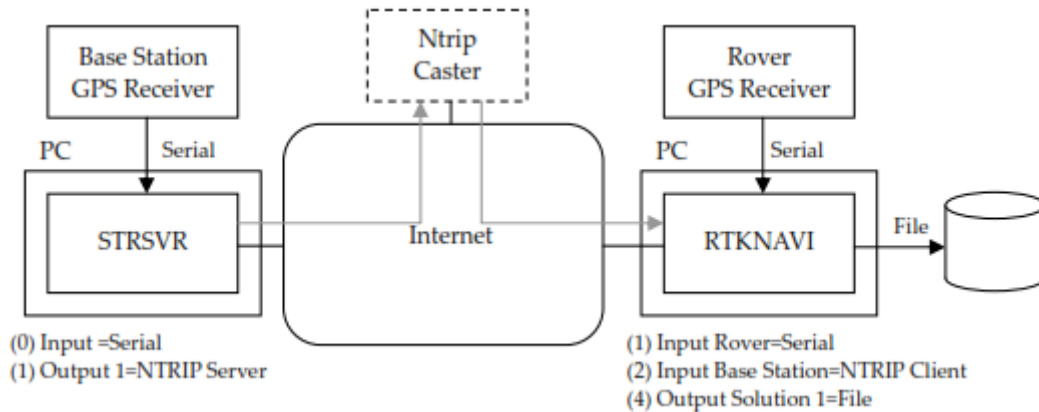 Base Station
GPS Receiver
Ntrip
Caster
Rover
GPS Receiver
PC
Serial
PC
Serial
STRSVR
Internet
RTKNAVI
File
(0) Input =Serial
(1) Output 1=NTRIP Server
(1) Input Rover=Serial
(2) Input Base Station=NTRIP Client
(4) Output Solution 1=File